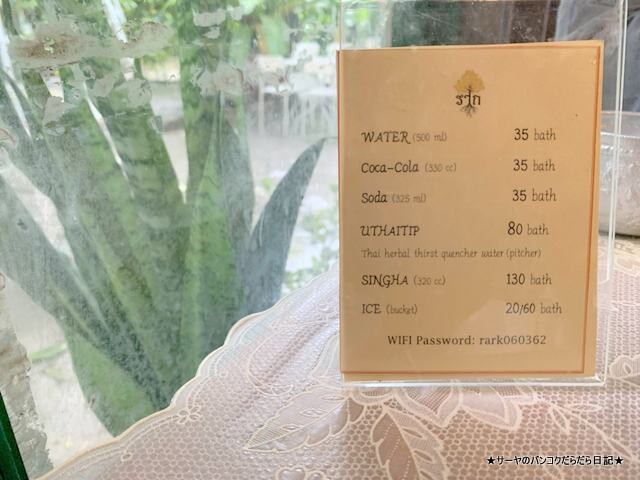 ราก
WATER (500 ml) 35 bath
Coca-Cola (330 cc) 35 bath
Soda (325 ml) 35 bath
UTHAITIP 80 bath
Thai herbal thirst quencher water (pitcher)
SINGHA (320 cc) 130 bath
ICE (bucket) 20/60 bath
WIFI Password: rark060362
★サーヤのバンコクだらだら日記★